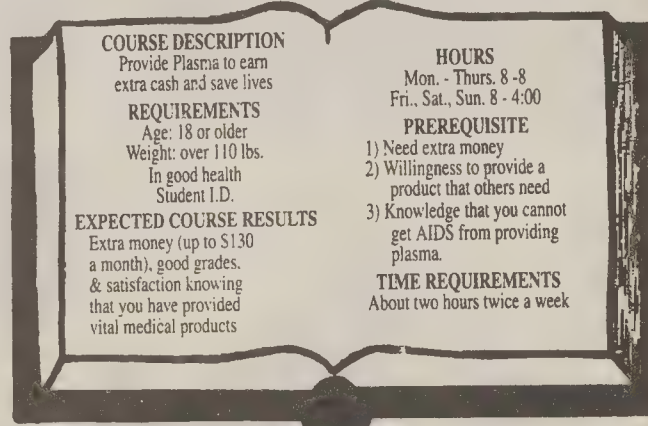 COURSE DESCRIPTION
Provide Plasma to earn
extra cash and save lives
REQUIREMENTS
Age: 18 or older
Weight: over 110 lbs.
In good health
Student I.D.
EXPECTED COURSE RESULTS
Extra money (up to $130
a month), good grades.
& satisfaction knowing
that you have provided
vital medical products
HOURS
Mon. - Thurs. 8 -8
Fri., Sat., Sun. 8 - 4:00
PREREQUISITE
1) Need extra money
2) Willingness to provide a
product that others need
3) Knowledge that you cannot
get AIDS from providing
plasma.
TIME REQUIREMENTS
About two hours twice a week